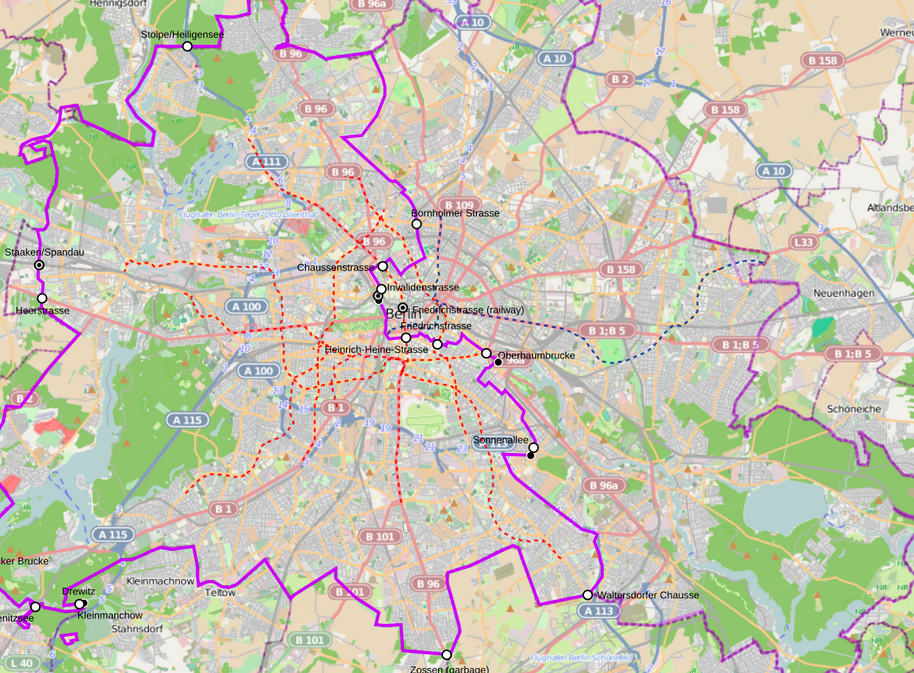 Hennigsdorf
B 96a
A 10
Stolpe/Heiligensee
Werneu
B 96
A 10
B 158
17
B 2
B 96
B 158
A 111
B 96
A 10
B 109
Altlandsbe
Flughafen Berlin-Tegel "Otto Lilienthal"
Bornholmer Strasse
B 96
L33
Staaken/Spandau
Chaussenstrasse
B 158
Invalidenstrasse
Neuenhagen
Heerstrasse
A 100
Friedrichstrasse (railway)
Berlin
Friedrichstrasse
B 1;B 5
Heinrich-Heine-Strasse
B 1;B 5
B 1;B 5
Oberbaumbrucke
A 100
B 1
Schöneiche
A 115
Sonnenallee
B 96a
B 1
A 115
B 101
cker Brucke
Kleinmachnow
Drewitz
B 96
Teltow
Waltersdorfer Chausse
enitzsee
Kleinmanchow
A 113
Stahnsdorf
B 101
L 40
Flughafen Berlin Schönefeld
Zossen (garbage)